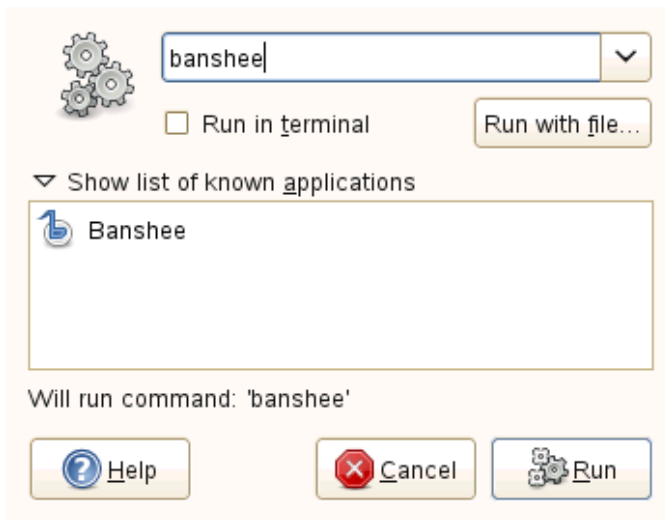 banshee
Run in terminal
Run with file...
Show list of known applications
Banshee
Will run command: 'banshee'
Help
Cancel
Run